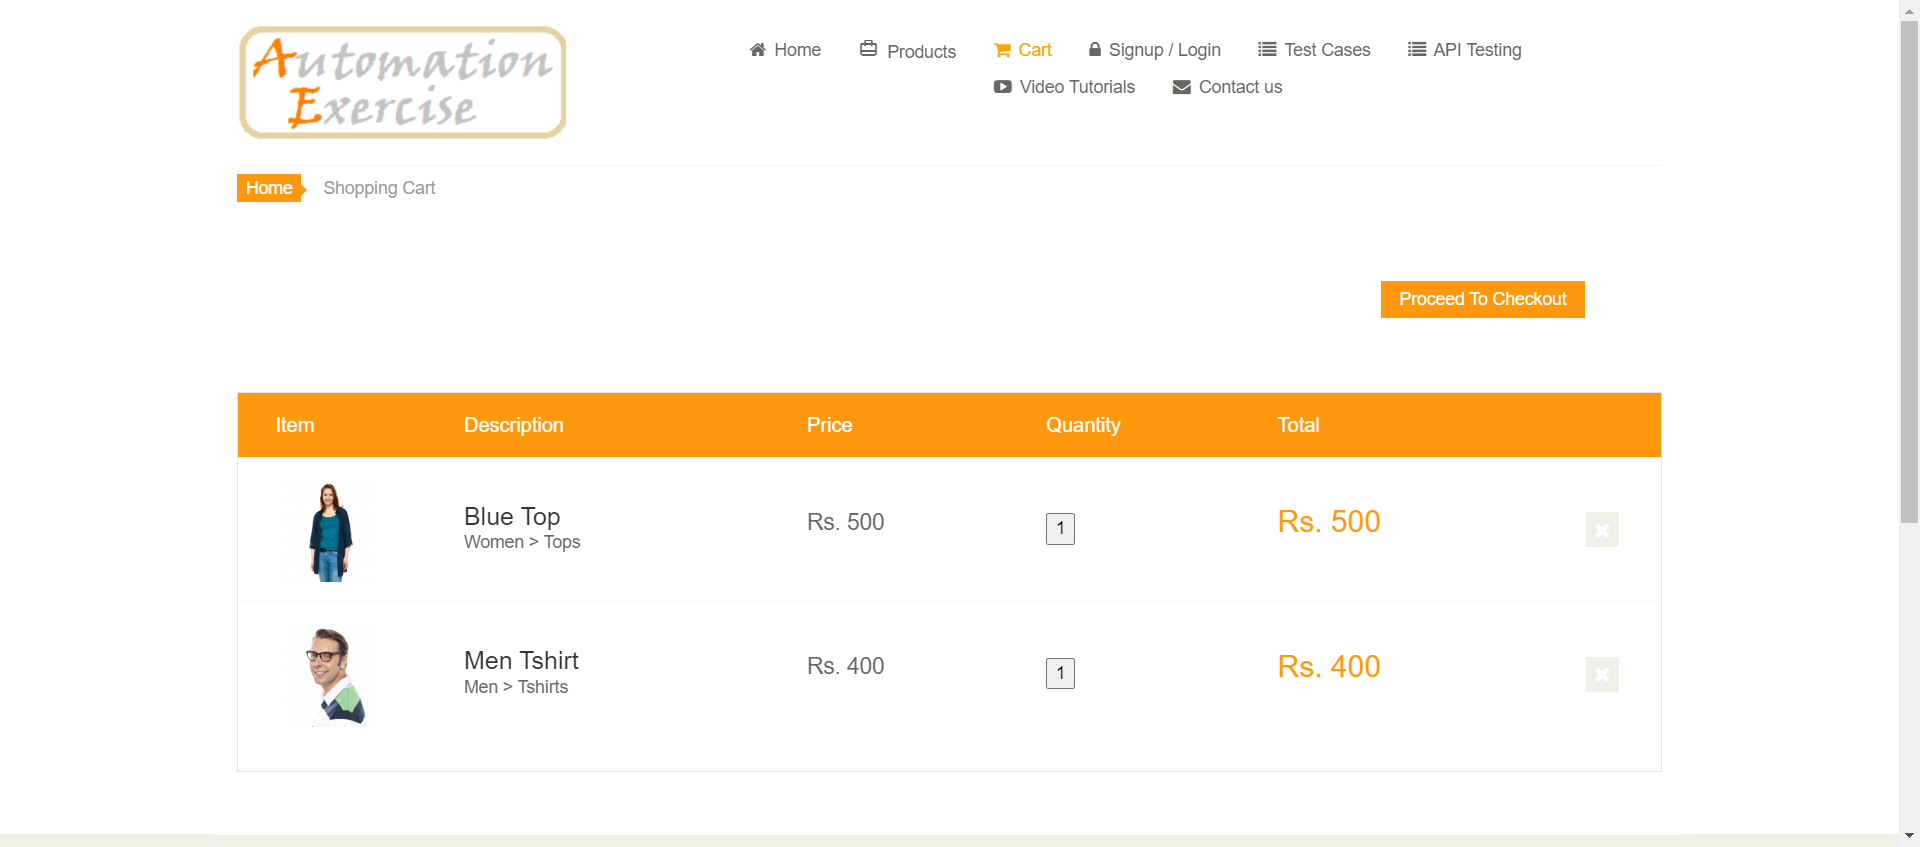 Automation
Exercise
Home Products Cart Signup / Login Test Cases API Testing
Video Tutorials Contact us
Home Shopping Cart
Proceed To Checkout
Item Description Price Quantity Total
Blue Top
Women > Tops
Rs. 500 1 Rs. 500
Men Tshirt
Men > Tshirts
Rs. 400 1 Rs. 400